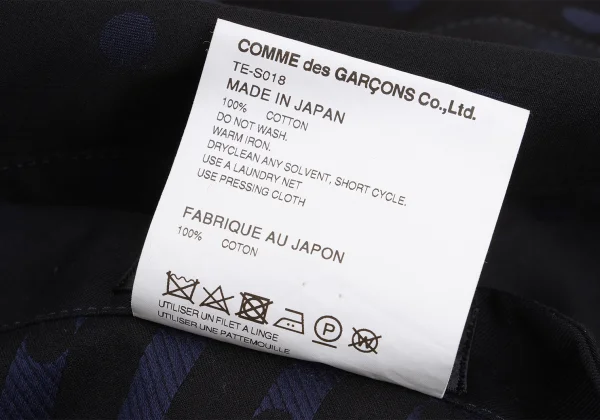 COMME des GARÇONS Co.,Ltd.
TE-S018
MADE IN JAPAN
100% COTTON
DO NOT WASH.
WARM IRON.
DRYCLEAN ANY SOLVENT, SHORT CYCLE.
USE A LAUNDRY NET
USE PRESSING CLOTH
FABRIQUE AU JAPON
100% COTON
P W
UTILISER UN FILET A LINGE
UTILISER UNE PATTEMOUILLE